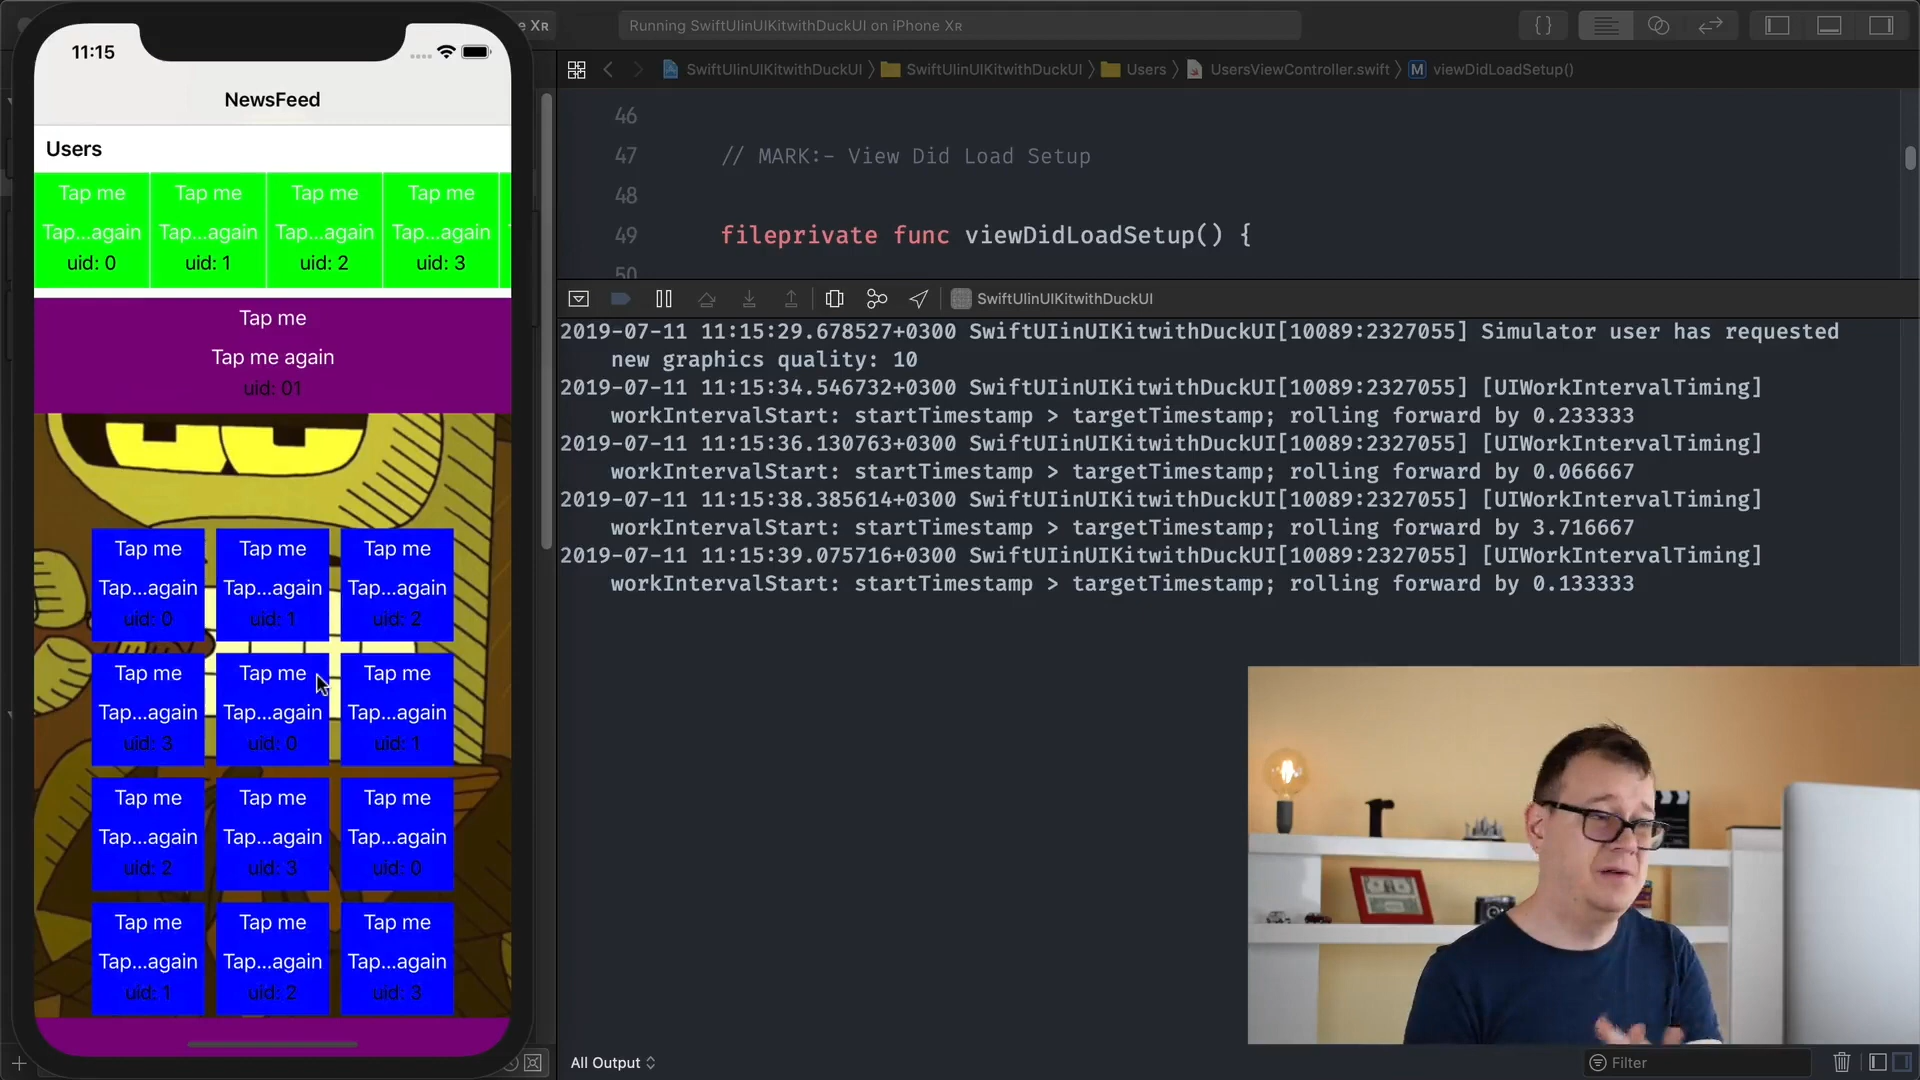 11:15
NewsFeed
Users
Tap me Tap me Tap me Tap me
Tap...again Tap...again Tap...again Tap...again
uid: 0 uid: 1 uid: 2 uid: 3
Tap me
Tap me again
uid: 01
Tap me Tap me Tap me
Tap...again Tap...again Tap...again
uid: 0 uid: 1 uid: 2
Tap me Tap me Tap me
Tap...again Tap...again Tap...again
uid: 3 uid: 0 uid: 1
Tap me Tap me Tap me
Tap...again Tap...again Tap...again
uid: 2 uid: 3 uid: 0
Tap me Tap me Tap me
Tap...again Tap...again Tap...again
uid: 1 uid: 2 uid: 3
e XR
Running SwiftUIinUIKitwithDuckUI on iPhone XR
SwiftUIinUIKitwithDuckUI 〉 SwiftUIinUIKitwithDuckUI 〉 Users 〉 UsersViewController.swift 〉 M viewDidLoadSetup()
46
47 // MARK:- View Did Load Setup
48
49 fileprivate func viewDidLoadSetup() {
50
SwiftUIinUIKitwithDuckUI
2019-07-11 11:15:29.678527+0300 SwiftUIinUIKitwithDuckUI[10089:2327055] Simulator user has requested
new graphics quality: 10
2019-07-11 11:15:34.546732+0300 SwiftUIinUIKitwithDuckUI[10089:2327055] [UIWorkIntervalTiming]
workIntervalStart: startTimestamp > targetTimestamp; rolling forward by 0.233333
2019-07-11 11:15:36.130763+0300 SwiftUIinUIKitwithDuckUI[10089:2327055] [UIWorkIntervalTiming]
workIntervalStart: startTimestamp > targetTimestamp; rolling forward by 0.066667
2019-07-11 11:15:38.385614+0300 SwiftUIinUIKitwithDuckUI[10089:2327055] [UIWorkIntervalTiming]
workIntervalStart: startTimestamp > targetTimestamp; rolling forward by 3.716667
2019-07-11 11:15:39.075716+0300 SwiftUIinUIKitwithDuckUI[10089:2327055] [UIWorkIntervalTiming]
workIntervalStart: startTimestamp > targetTimestamp; rolling forward by 0.133333
All Output
Filter